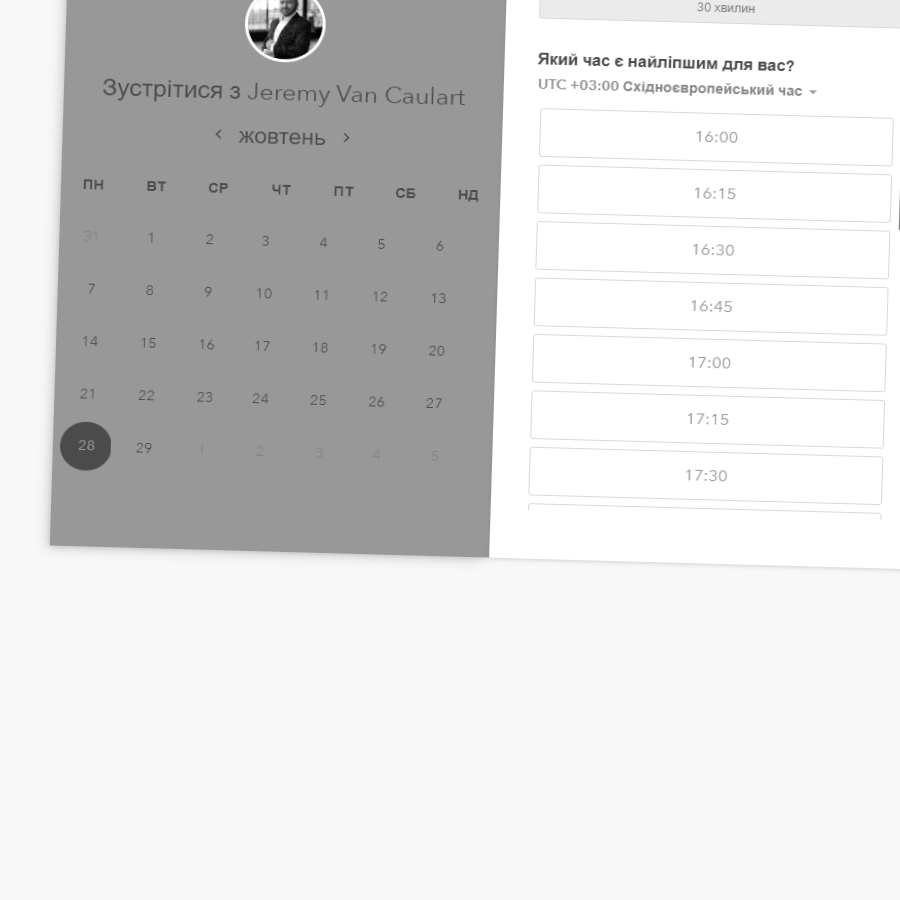 Зустрітися з Jeremy Van Caulart
‹ жовтень ›
ПН ВТ СР ЧТ ПТ СБ НД
31 1 2 3 4 5 6
7 8 9 10 11 12 13
14 15 16 17 18 19 20
21 22 23 24 25 26 27
28 29 1 2 3 4 5
30 хвилин
Який час є найліпшим для вас?
UTC +03:00 Східноєвропейський час
16:00
16:15
16:30
16:45
17:00
17:15
17:30